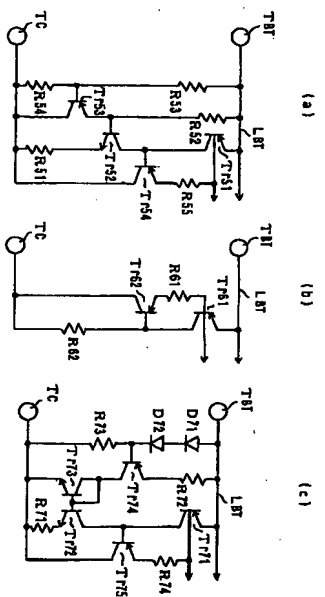 (a)
TBT
LBT
R53
R52
Tr51
R55
Tr53
Tr52
Tr54
R54
R51
TC
(b)
TBT
LBT
Tr61
R61
Tr62
R62
TC
(c)
TBT
LBT
D71
D72
R72
Tr71
R74
Tr74
Tr75
R73
Tr73
Tr72
R71
TC